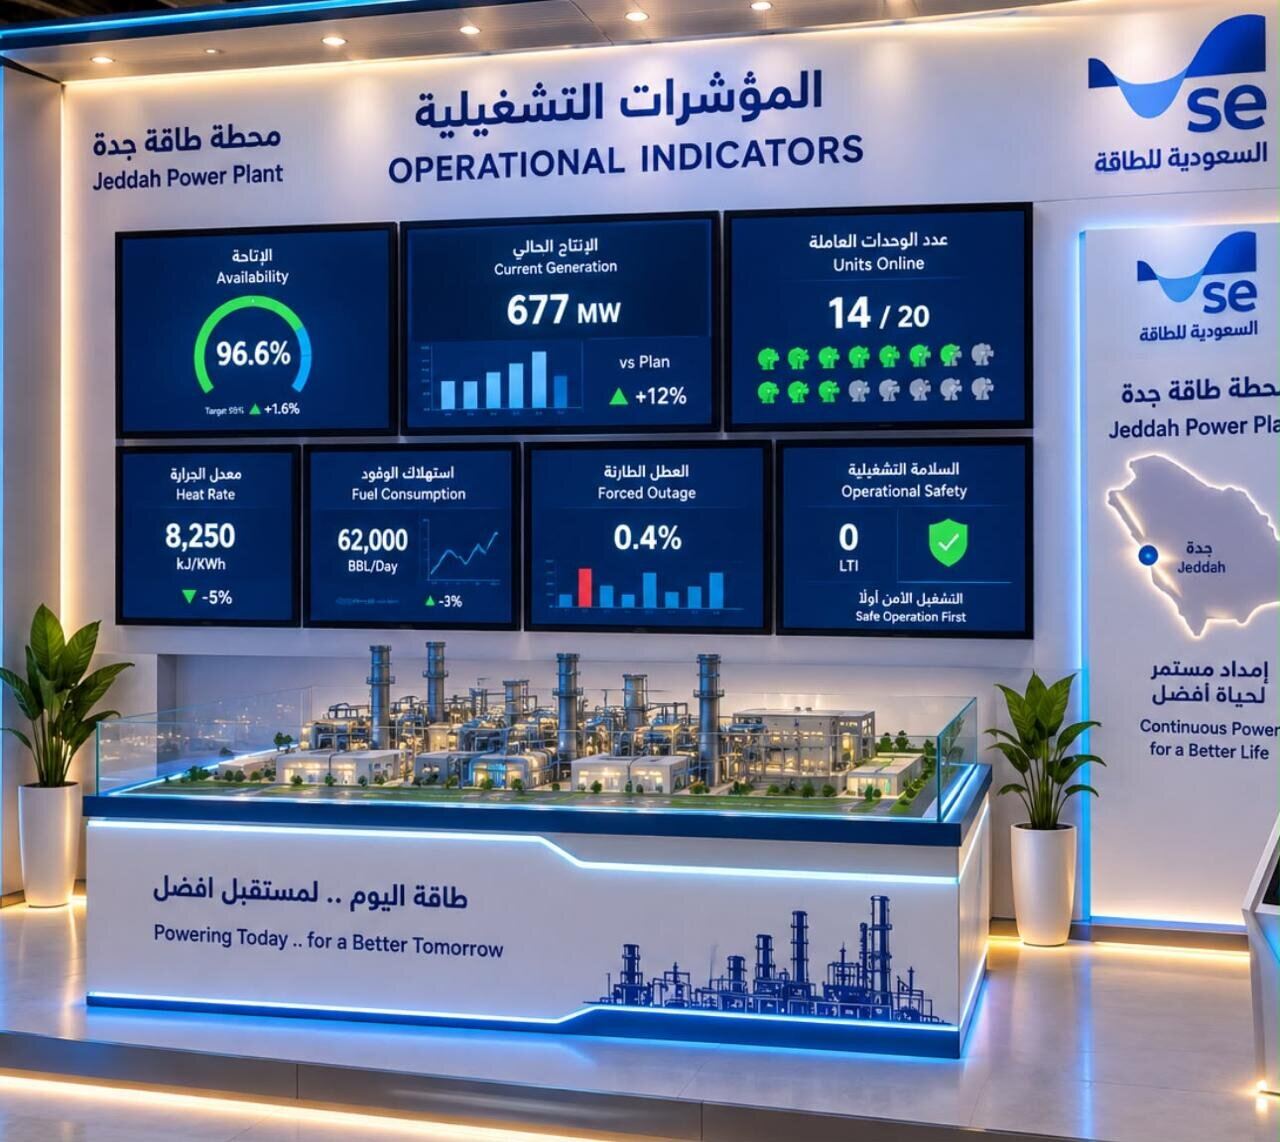 المؤشرات التشغيلية
OPERATIONAL INDICATORS
محطة طاقة جدة
Jeddah Power Plant
se
السعودية للطاقة
الإتاحة
Availability
96.6%
Target 95%
+1.6%
الإنتاج الحالي
Current Generation
677 MW
vs Plan
+12%
عدد الوحدات العاملة
Units Online
14 / 20
معدل الحرارة
Heat Rate
8,250
kJ/KWh
-5%
استهلاك الوقود
Fuel Consumption
62,000
BBL/Day
-3%
العطل الطارئة
Forced Outage
0.4%
السلامة التشغيلية
Operational Safety
0
LTI
التشغيل الآمن أولًا
Safe Operation First
se
السعودية للطاقة
محطة طاقة جدة
Jeddah Power Pla
جدة
Jeddah
إمداد مستمر
لحياة أفضل
Continuous Power
for a Better Life
طاقة اليوم .. لمستقبل افضل
Powering Today .. for a Better Tomorrow